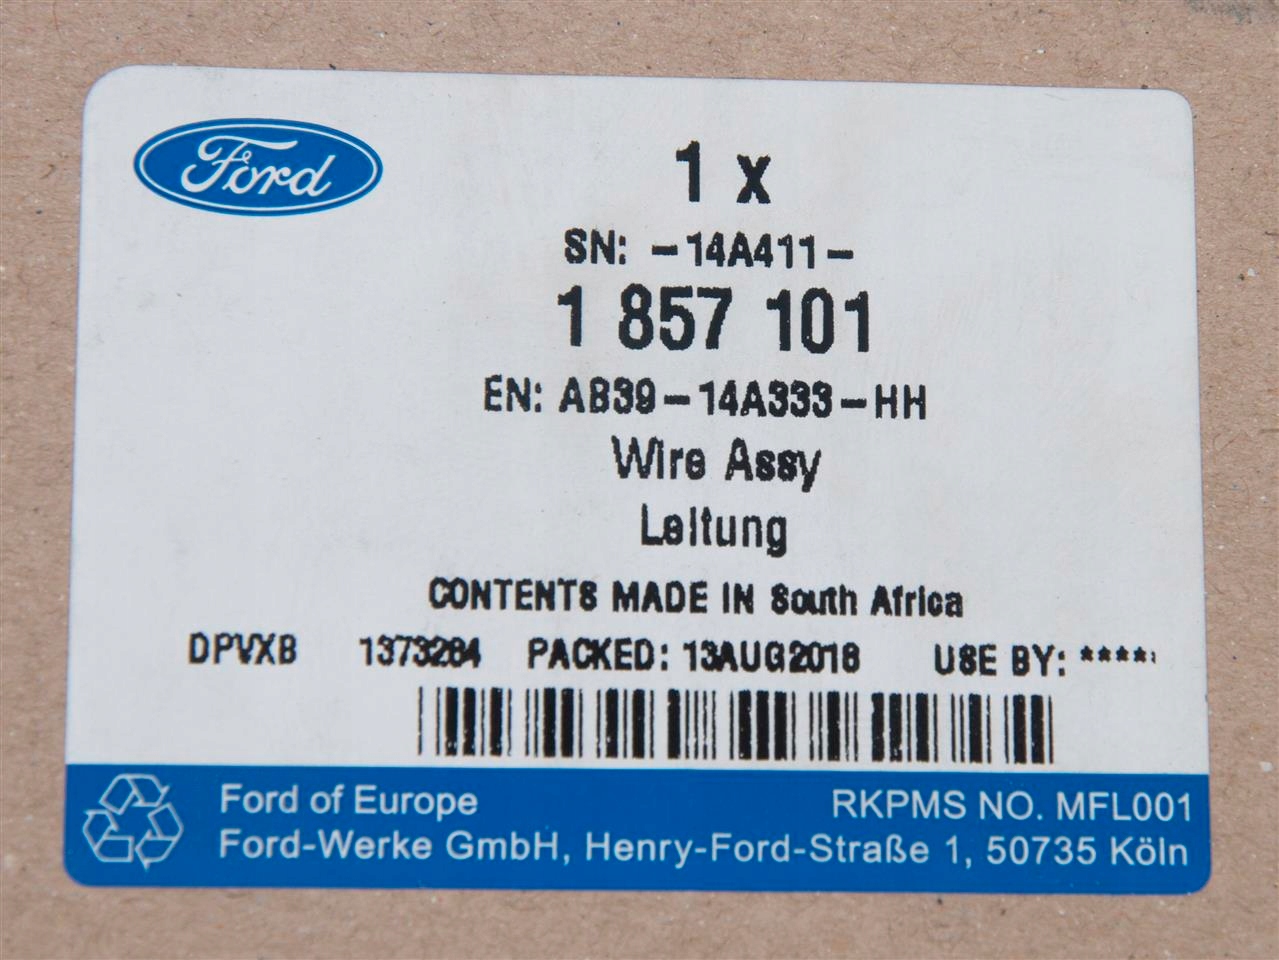 Ford
1 x
SN: -14A411-
1 857 101
EN: AB39-14A333-HH
Wire Assy
Leitung
CONTENTS MADE IN South Africa
DPVXB 1373284 PACKED: 13AUG2018 USE BY: ****
Ford of Europe RKPMS NO. MFL001
Ford-Werke GmbH, Henry-Ford-Straße 1, 50735 Köln